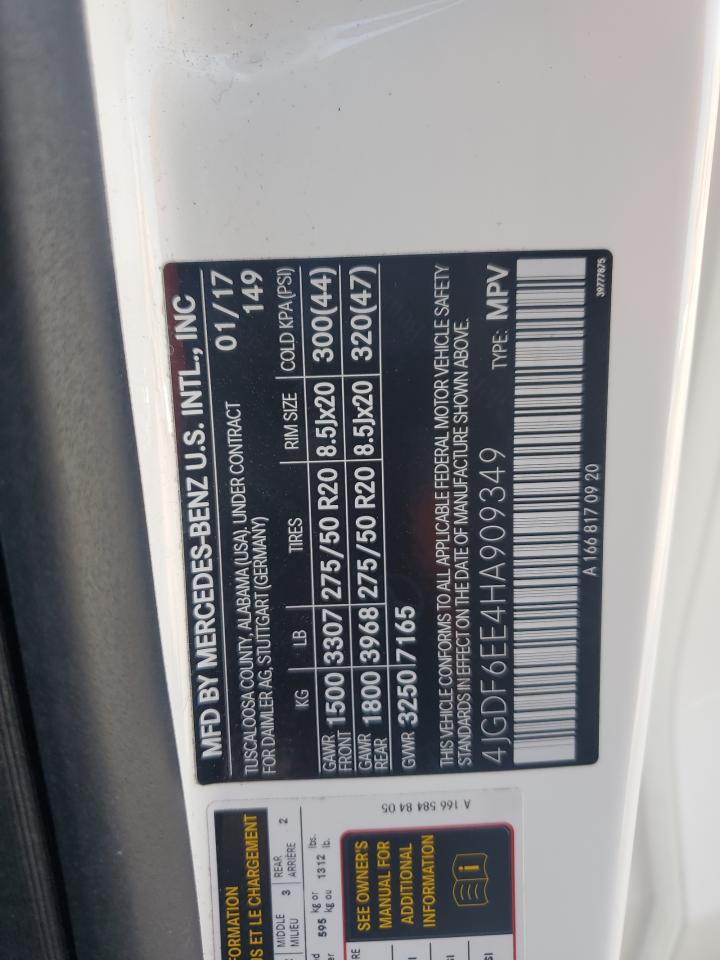 MFD BY MERCEDES-BENZ U.S. INTL., INC
TUSCALOOSA COUNTY, ALABAMA (USA), UNDER CONTRACT 01/17
FOR DAIMLER AG, STUTTGART (GERMANY) 149
KG LB TIRES RIM SIZE COLD KPA (PSI)
GAWR FRONT 1500 3307 275/50 R20 8.5Jx20 300(44)
GAWR REAR 1800 3968 275/50 R20 8.5Jx20 320(47)
GVWR 3250 7165
THIS VEHICLE CONFORMS TO ALL APPLICABLE FEDERAL MOTOR VEHICLE SAFETY
STANDARDS IN EFFECT ON THE DATE OF MANUFACTURE SHOWN ABOVE.
4JGDF6EE4HA909349 TYPE: MPV
A 166 817 09 20
39777875
A 166 584 84 05
FORMATION
US ET LE CHARGEMENT
MIDDLE 3 REAR 2
MILIEU ARRIÈRE
595 kg or 1312 lbs.
kg ou lb.
SEE OWNER'S
MANUAL FOR
ADDITIONAL
INFORMATION